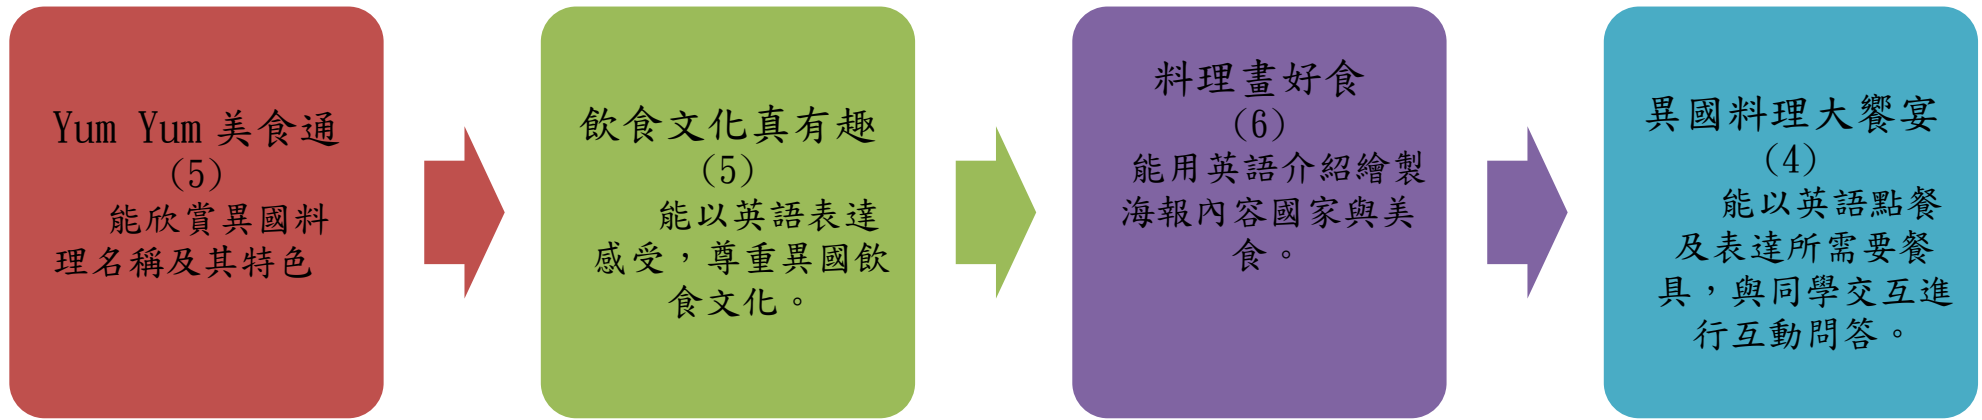 Yum Yum 美食通
(5)
能欣賞異國料
理名稱及其特色
飲食文化真有趣
(5)
能以英語表達
感受，尊重異國飲
食文化。
料理畫好食
(6)
能用英語介紹繪製
海報內容國家與美
食。
異國料理大饗宴
(4)
能以英語點餐
及表達所需要餐
具，與同學交互進
行互動問答。